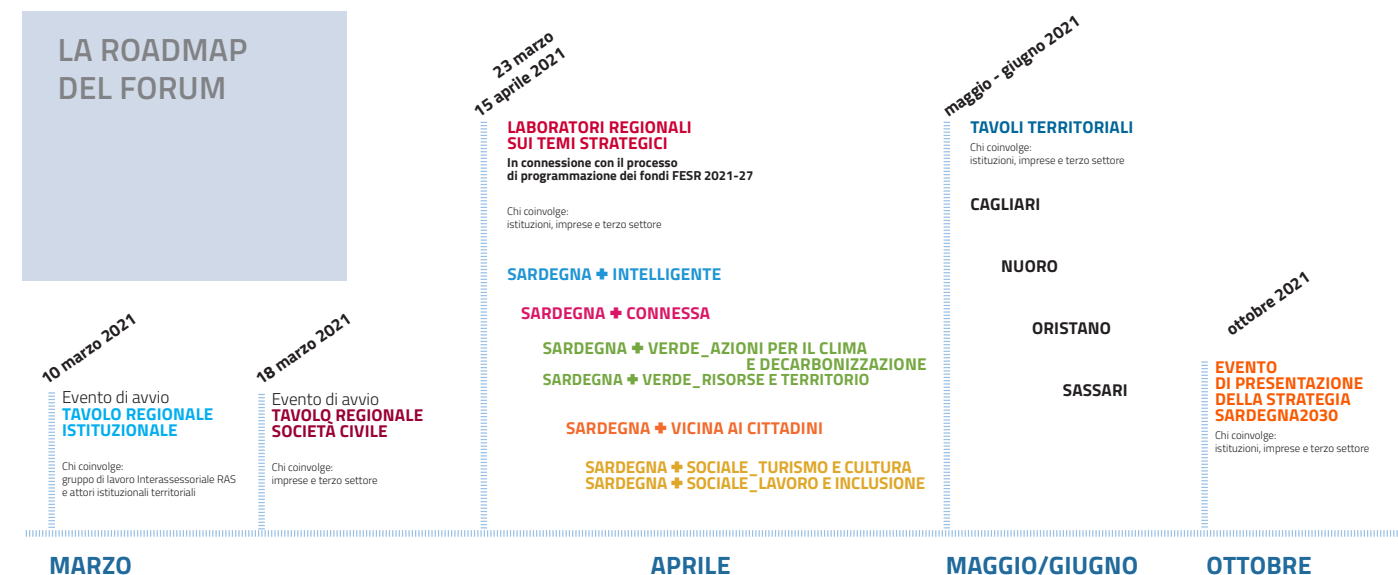 LA ROADMAP
DEL FORUM
10 marzo 2021
Evento di avvio
TAVOLO REGIONALE
ISTITUZIONALE
Chi coinvolge:
gruppo di lavoro Interassessoriale RAS
e attori istituzionali territoriali
18 marzo 2021
Evento di avvio
TAVOLO REGIONALE
SOCIETÀ CIVILE
Chi coinvolge:
imprese e terzo settore
23 marzo
15 aprile 2021
LABORATORI REGIONALI
SUI TEMI STRATEGICI
In connessione con il processo
di programmazione dei fondi FESR 2021-27
Chi coinvolge:
istituzioni, imprese e terzo settore
SARDEGNA + INTELLIGENTE
SARDEGNA + CONNESSA
SARDEGNA + VERDE_AZIONI PER IL CLIMA
E DECARBONIZZAZIONE
SARDEGNA + VERDE_RISORSE E TERRITORIO
SARDEGNA + VICINA AI CITTADINI
SARDEGNA + SOCIALE_TURISMO E CULTURA
SARDEGNA + SOCIALE_LAVORO E INCLUSIONE
maggio - giugno 2021
TAVOLI TERRITORIALI
Chi coinvolge:
istituzioni, imprese e terzo settore
CAGLIARI
NUORO
ORISTANO
SASSARI
ottobre 2021
EVENTO
DI PRESENTAZIONE
DELLA STRATEGIA
SARDEGNA2030
Chi coinvolge:
istituzioni, imprese e terzo settore
MARZO
APRILE
MAGGIO/GIUGNO
OTTOBRE